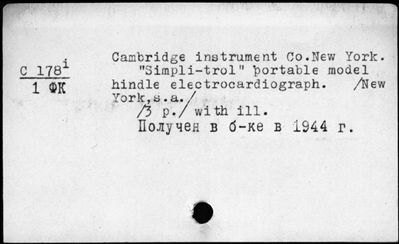 Cambridge instrument Co.New York.
C 178i
"Simpli-trol" portable model
1 ФК
hindle electrocardiograph. /New
York,s.a./
/3 p./ with ill.
Получен в б-ке в 1944 г.